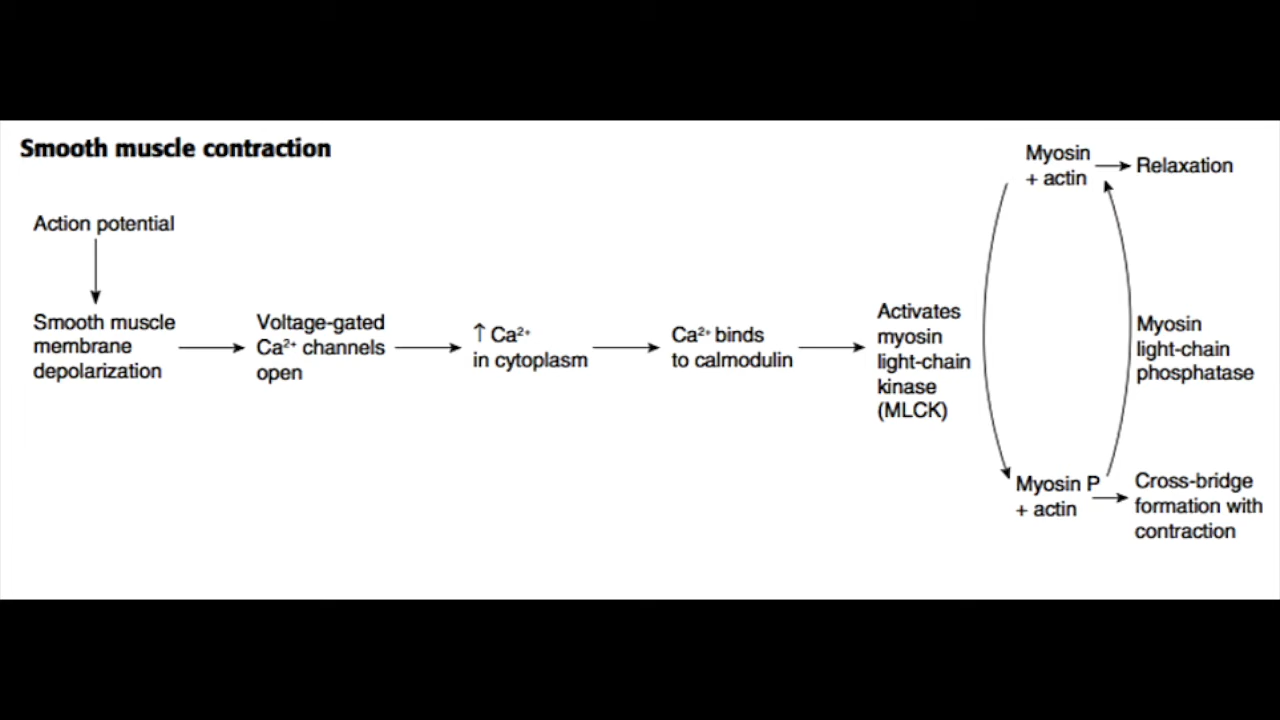 Smooth muscle contraction
Action potential
Smooth muscle
membrane
depolarization
Voltage-gated
Ca²⁺ channels
open
↑ Ca²⁺
in cytoplasm
Ca²⁺ binds
to calmodulin
Activates
myosin
light-chain
kinase
(MLCK)
Myosin
+ actin
Relaxation
Myosin
light-chain
phosphatase
Myosin P
+ actin
Cross-bridge
formation with
contraction